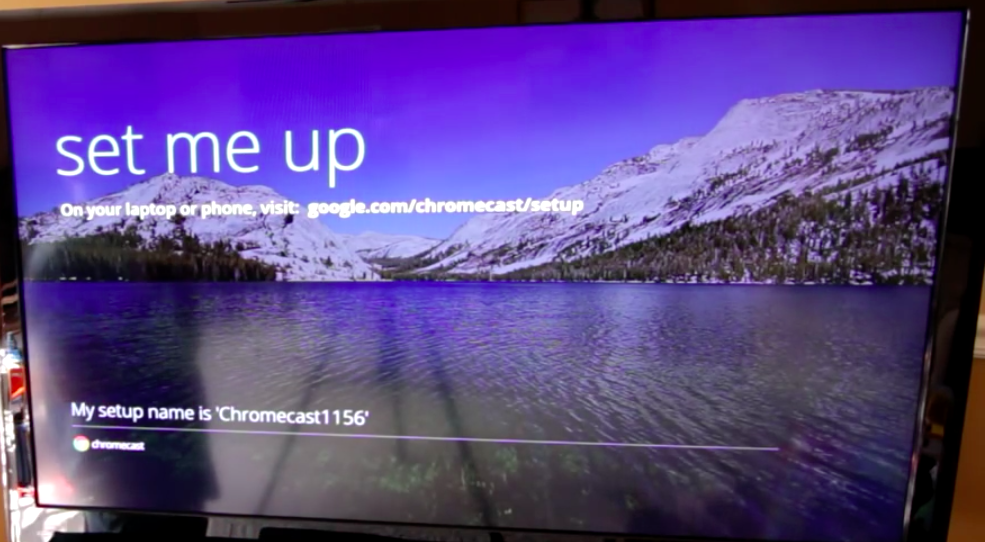 set me up
On your laptop or phone, visit: google.com/chromecast/setup
My setup name is 'Chromecast1156'
chromecast